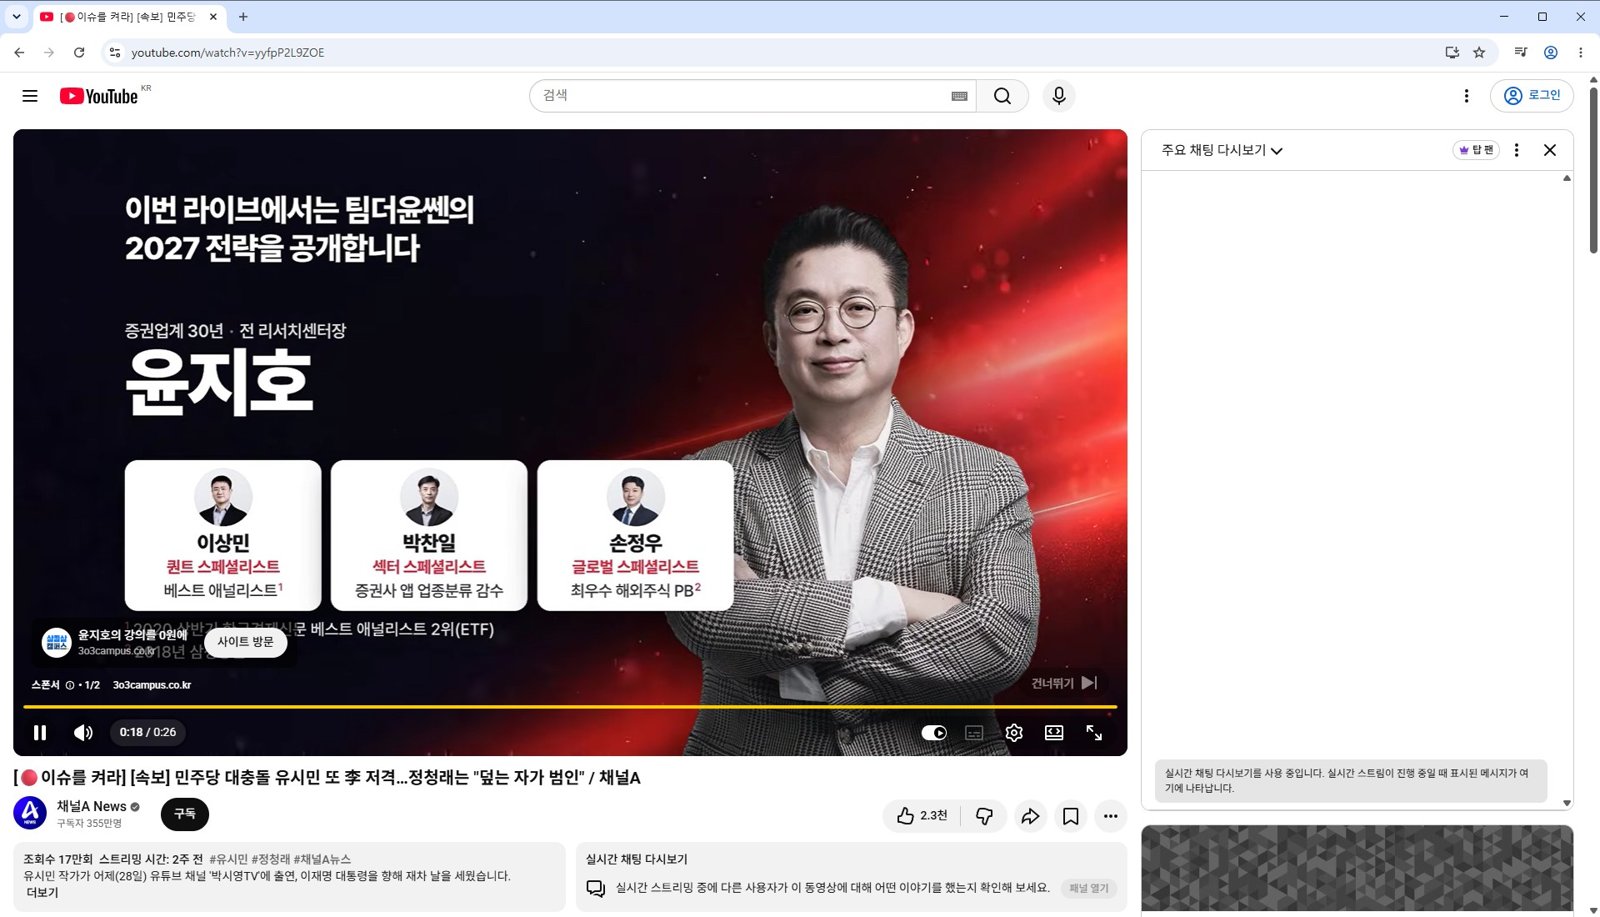 [🔴이슈를 켜라] [속보] 민주당
youtube.com/watch?v=yyfpP2L9ZOE
YouTube KR
검색
로그인
이번 라이브에서는 팀더윤쎈의
2027 전략을 공개합니다
증권업계 30년 · 전 리서치센터장
윤지호
이상민
퀀트 스페셜리스트
베스트 애널리스트1
박찬일
섹터 스페셜리스트
증권사 앱 업종분류 감수
손정우
글로벌 스페셜리스트
최우수 해외주식 PB2
베스트 애널리스트 2위(ETF)
2018년
삼프로
캠퍼스
윤지호의 강의를 0원에
3o3campus.co.kr
사이트 방문
스폰서 • 1/2 3o3campus.co.kr
건너뛰기
0:18 / 0:26
주요 채팅 다시보기
탑 팬
실시간 채팅 다시보기를 사용 중입니다. 실시간 스트림이 진행 중일 때 표시된 메시지가 여
기에 나타납니다.
[🔴이슈를 켜라] [속보] 민주당 대충돌 유시민 또 李 저격…정청래는 "덮는 자가 범인" / 채널A
A NEWS
채널A News
구독자 355만명
구독
2.3천
조회수 17만회 스트리밍 시간: 2주 전 #유시민 #정청래 #채널A뉴스
유시민 작가가 어제(28일) 유튜브 채널 '박시영TV'에 출연, 이재명 대통령을 향해 재차 날을 세웠습니다.
더보기
실시간 채팅 다시보기
실시간 스트리밍 중에 다른 사용자가 이 동영상에 대해 어떤 이야기를 했는지 확인해 보세요.
패널 열기